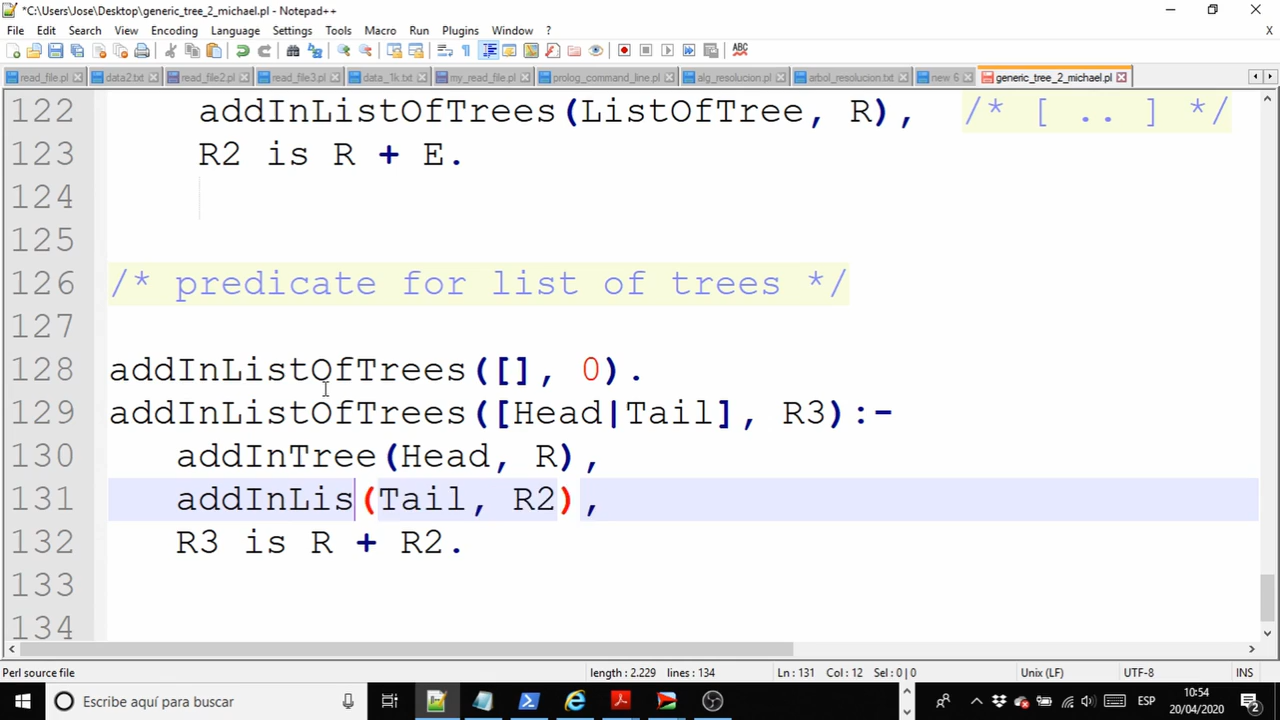 *C:\Users\Jose\Desktop\generic_tree_2_michael.pl - Notepad++
File Edit Search View Encoding Language Settings Tools Macro Run Plugins Window ?
X
ABC
read_file.pl data2.txt read_file2.pl read_file3.pl data_1k.txt my_read_file.pl prolog_command_line.pl alg_resolucion.pl arbol_resolucion.txt new 6 generic_tree_2_michael.pl
122 addInListOfTrees(ListOfTree, R), /* [ .. ] */
123 R2 is R + E.
124
125
126 /* predicate for list of trees */
127
128 addInListOfTrees([], 0).
129 addInListOfTrees([Head|Tail], R3):-
130 addInTree(Head, R),
131 addInLis(Tail, R2),
132 R3 is R + R2.
133
134
Perl source file length : 2.229 lines : 134 Ln : 131 Col : 12 Sel : 0 | 0 Unix (LF) UTF-8 INS
Escribe aquí para buscar
ESP
10:54
20/04/2020
2